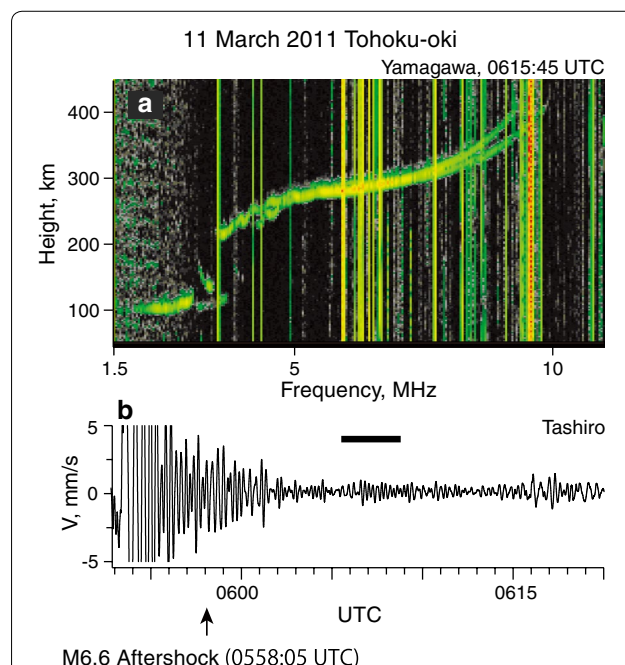 11 March 2011 Tohoku-oki
Yamagawa, 0615:45 UTC
a
400
300
200
100
Height, km
1.5 5 10
Frequency, MHz
b
Tashiro
5
0
-5
V, mm/s
0600 0615
UTC
M6.6 Aftershock (0558:05 UTC)